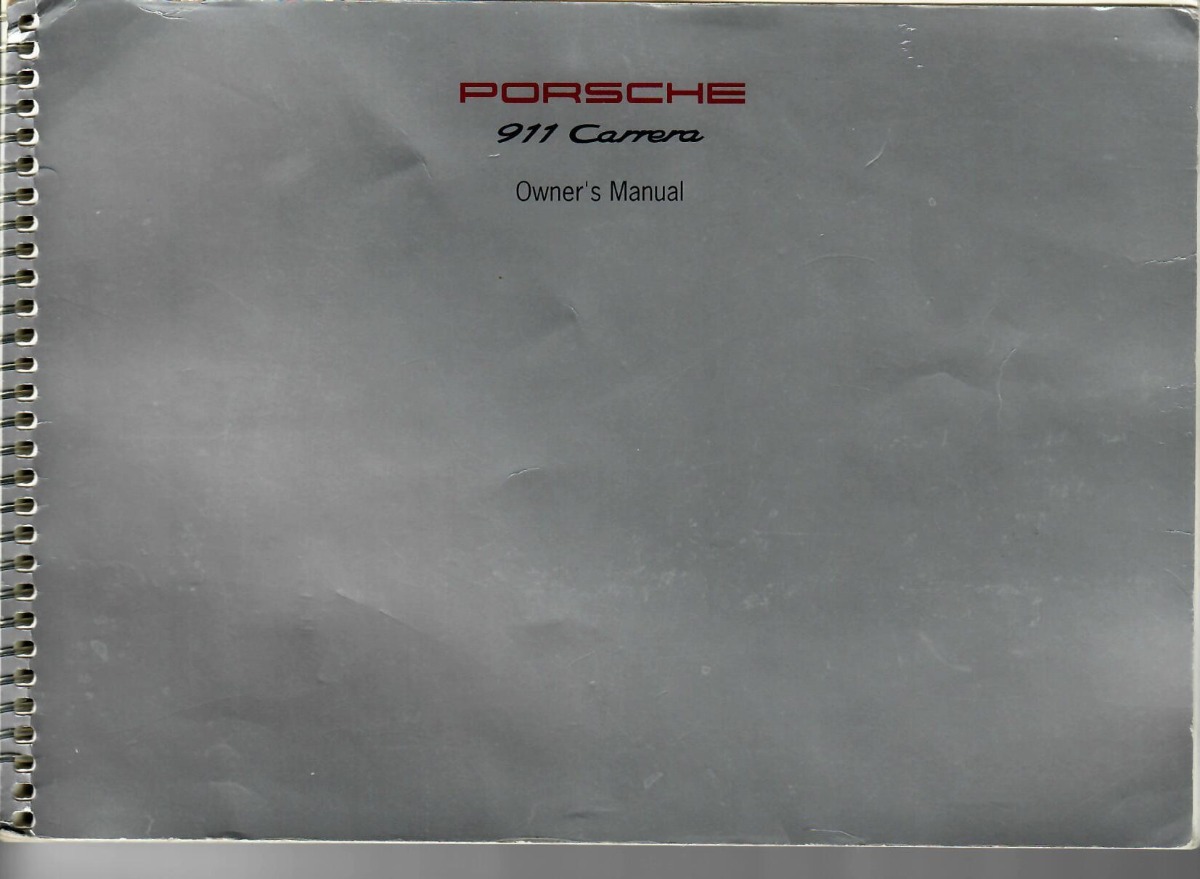 PORSCHE
911 Carrera
Owner's Manual